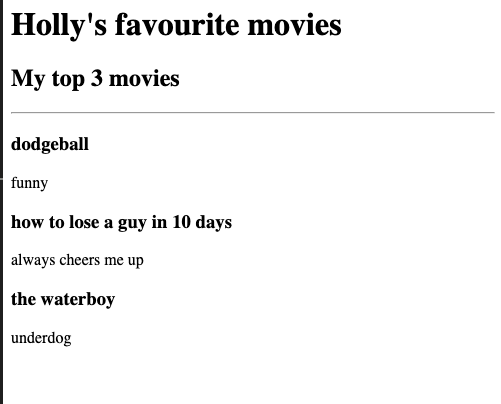 Holly's favourite movies
My top 3 movies
dodgeball
funny
how to lose a guy in 10 days
always cheers me up
the waterboy
underdog